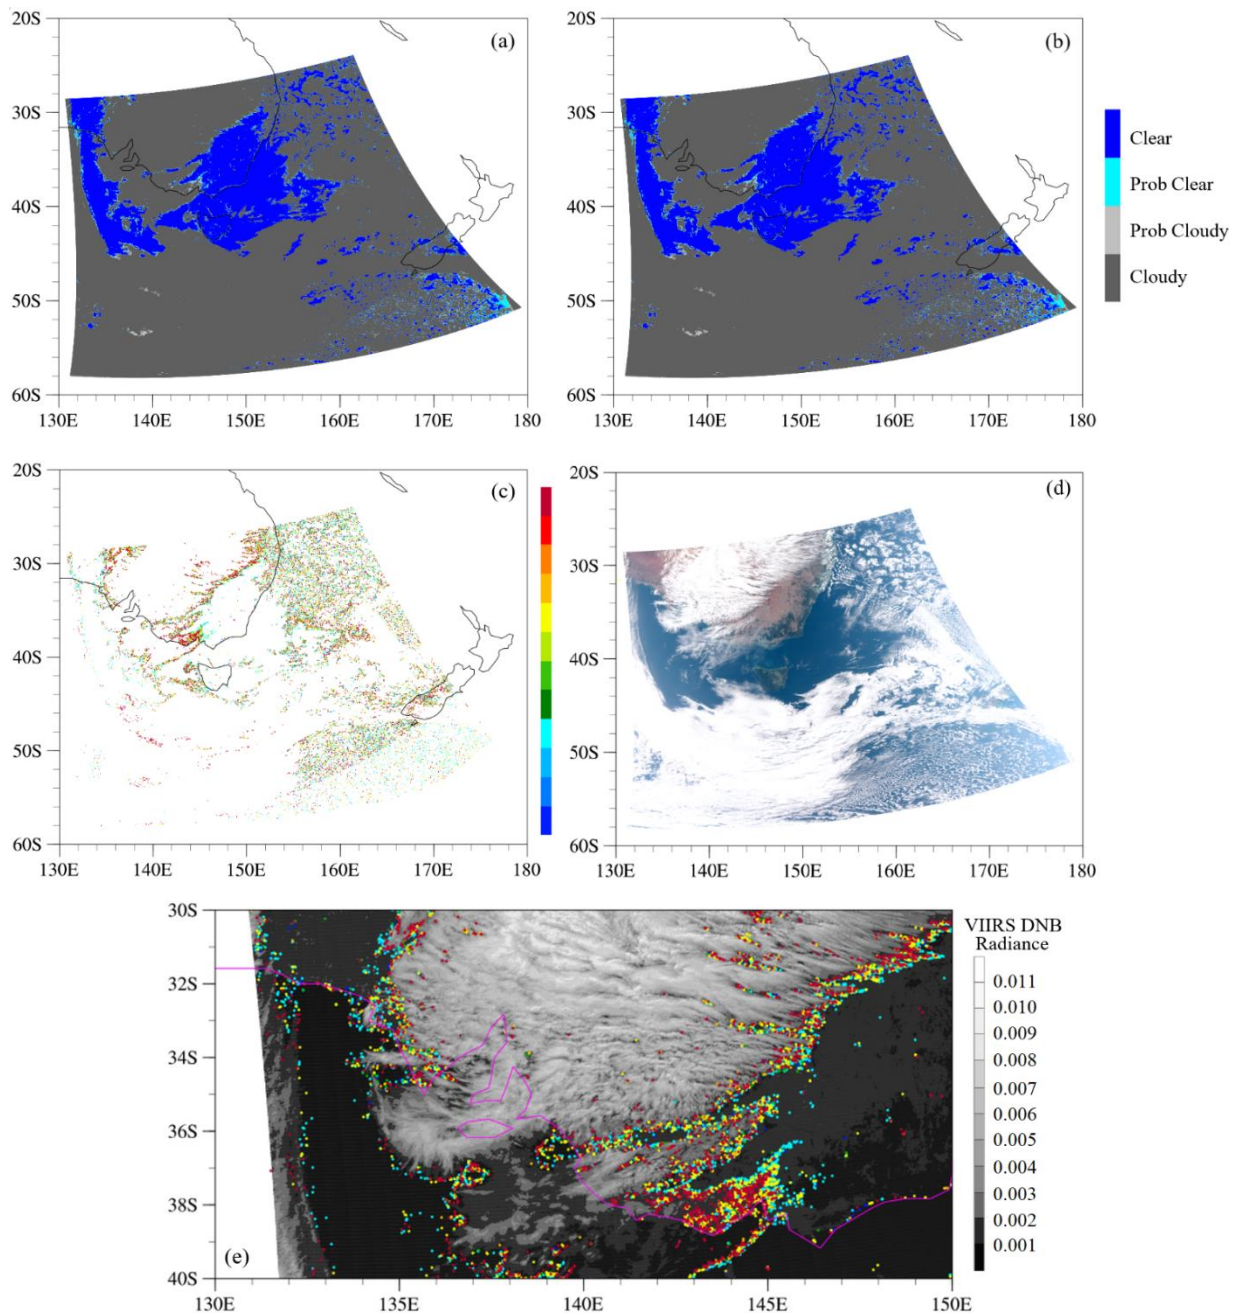 20S
30S
40S
50S
60S
130E 140E 150E 160E 170E 180
(a)
20S
30S
40S
50S
60S
130E 140E 150E 160E 170E 180
(b)
Clear
Prob Clear
Prob Cloudy
Cloudy
20S
30S
40S
50S
60S
130E 140E 150E 160E 170E 180
(c)
20S
30S
40S
50S
60S
130E 140E 150E 160E 170E 180
(d)
30S
32S
34S
36S
38S
40S
130E 135E 140E 145E 150E
(e)
VIIRS DNB
Radiance
0.011
0.010
0.009
0.008
0.007
0.006
0.005
0.004
0.003
0.002
0.001